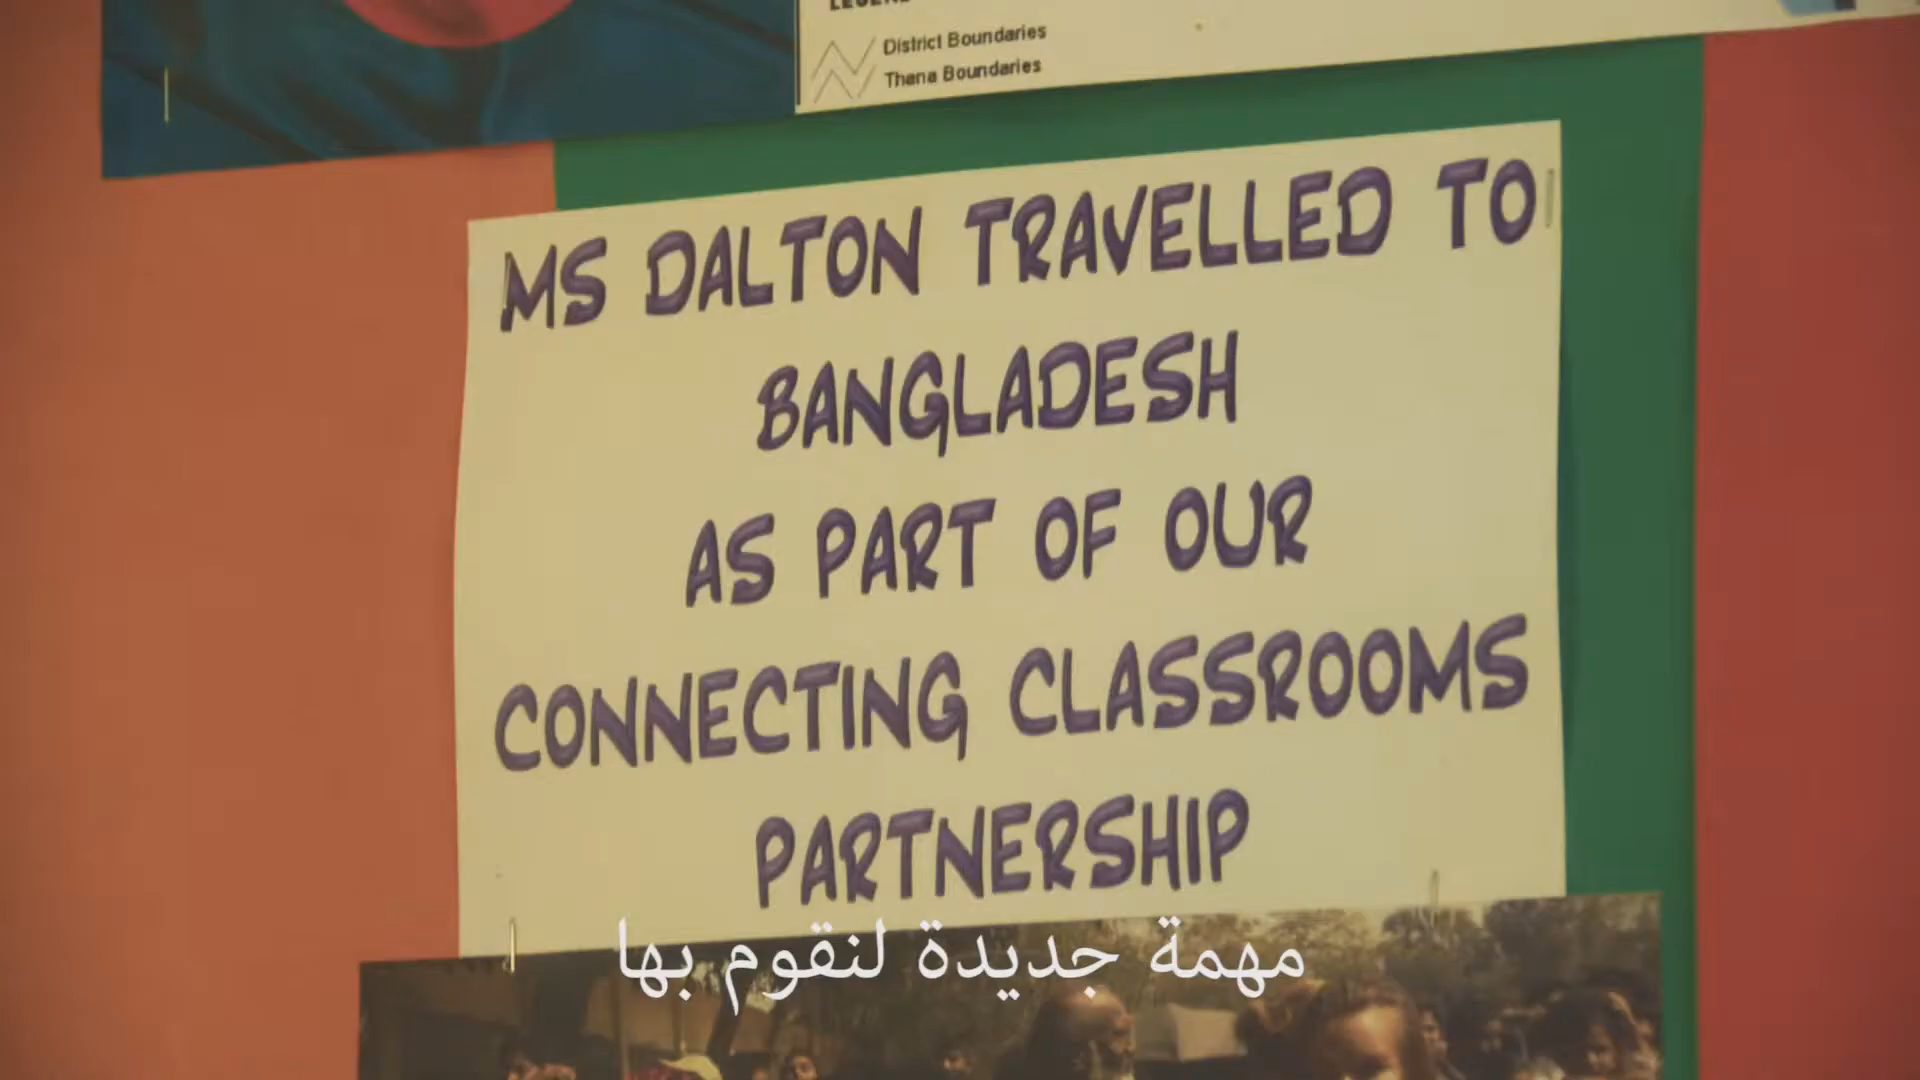 District Boundaries
Thana Boundaries
MS DALTON TRAVELLED TO
BANGLADESH
AS PART OF OUR
CONNECTING CLASSROOMS
PARTNERSHIP
مهمة جديدة لنقوم بها